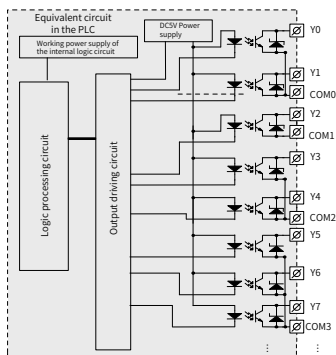 Equivalent circuit
in the PLC
Working power supply of
the internal logic circuit
DC5V Power
supply
Logic processing circuit
Output driving circuit
Y0
Y1
COM0
Y2
COM1
Y3
Y4
COM2
Y5
Y6
Y7
COM3